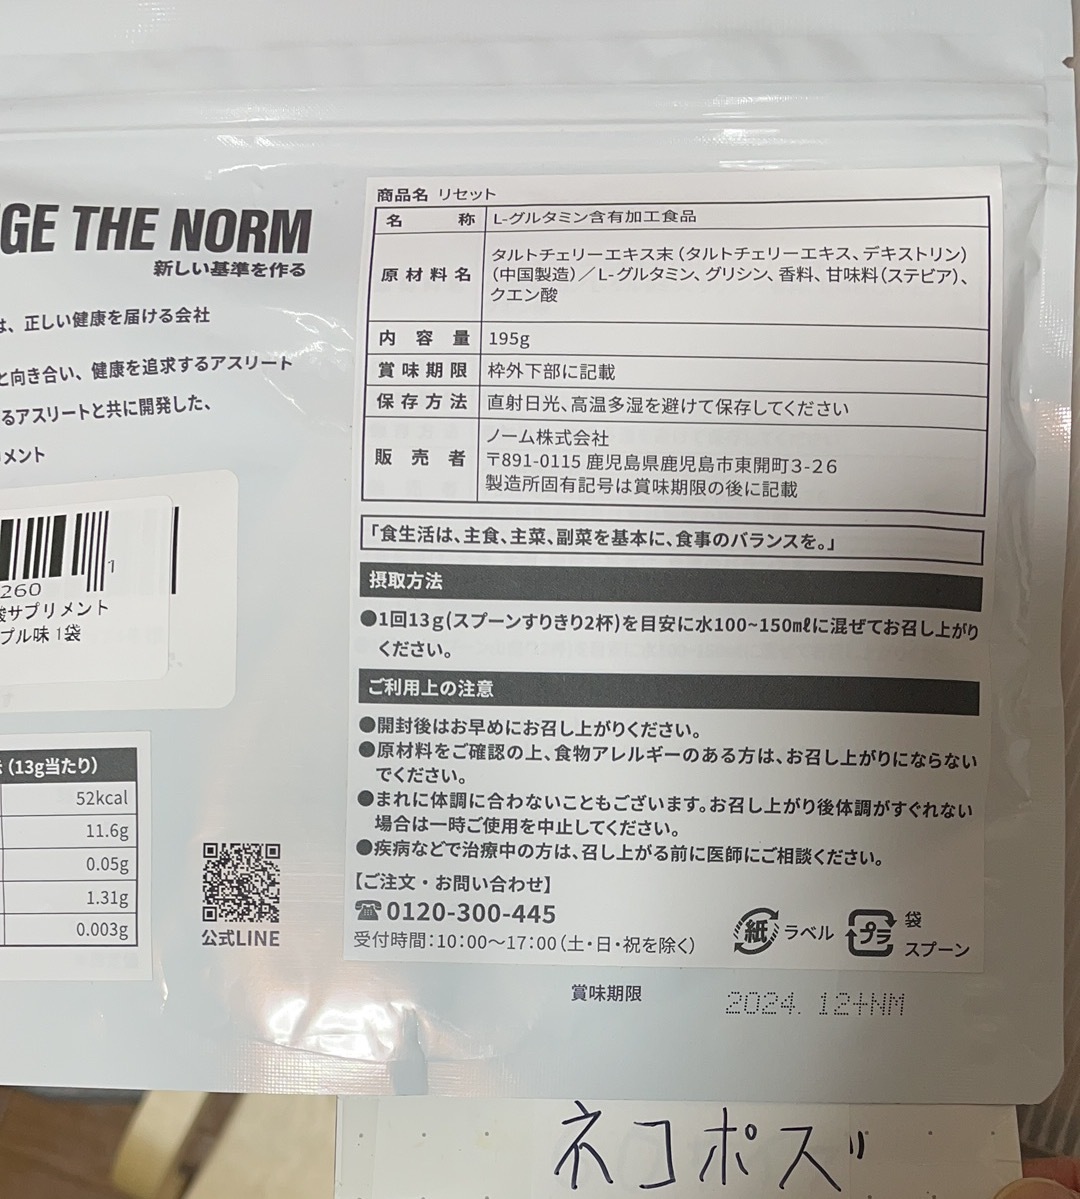 GE THE NORM
新しい基準を作る
は、正しい健康を届ける会社
と向き合い、健康を追求するアスリート
るアスリートと共に開発した、
メント
260
1
酸サプリメント
プル味 1袋
(13g当たり)
52kcal
11.6g
0.05g
1.31g
0.003g
公式LINE
商品名 リセット
名称 L-グルタミン含有加工食品
原材料名 タルトチェリーエキス末(タルトチェリーエキス、デキストリン)
(中国製造)/L-グルタミン、グリシン、香料、甘味料(ステビア)、
クエン酸
内容量 195g
賞味期限 枠外下部に記載
保存方法 直射日光、高温多湿を避けて保存してください
販売者 ノーム株式会社
〒891-0115 鹿児島県鹿児島市東開町3-26
製造所固有記号は賞味期限の後に記載
「食生活は、主食、主菜、副菜を基本に、食事のバランスを。」
摂取方法
●1回13g(スプーンすりきり2杯)を目安に水100~150㎖に混ぜてお召し上がり
ください。
ご利用上の注意
●開封後はお早めにお召し上がりください。
●原材料をご確認の上、食物アレルギーのある方は、お召し上がりにならない
でください。
●まれに体調に合わないこともございます。お召し上がり後体調がすぐれない
場合は一時ご使用を中止してください。
●疾病などで治療中の方は、召し上がる前に医師にご相談ください。
【ご注文・お問い合わせ】
☎0120-300-445
受付時間:10:00〜17:00(土・日・祝を除く)
紙 ラベル
プラ 袋
スプーン
賞味期限 2024. 12+NM
ネコポズ